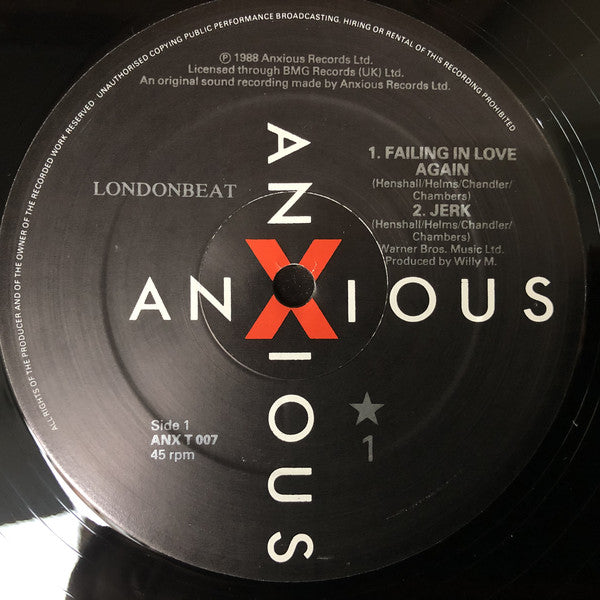 ALL RIGHTS OF THE PRODUCER AND OF THE OWNER OF THE RECORDED WORK RESERVED. UNAUTHORISED COPYING PUBLIC PERFORMANCE BROADCASTING. HIRING OR RENTAL OF THIS RECORDING PROHIBITED
℗ 1988 Anxious Records Ltd.
Licensed through BMG Records (UK) Ltd.
An original sound recording made by Anxious Records Ltd.
LONDONBEAT
1. FAILING IN LOVE
AGAIN
(Henshall/Helms/Chandler/
Chambers)
2. JERK
(Henshall/Helms/Chandler/
Chambers)
Warner Bros. Music Ltd.
Produced by Willy M.
ANXIOUS
ANXIOUS
Side 1
ANX T 007
45 rpm
★
1